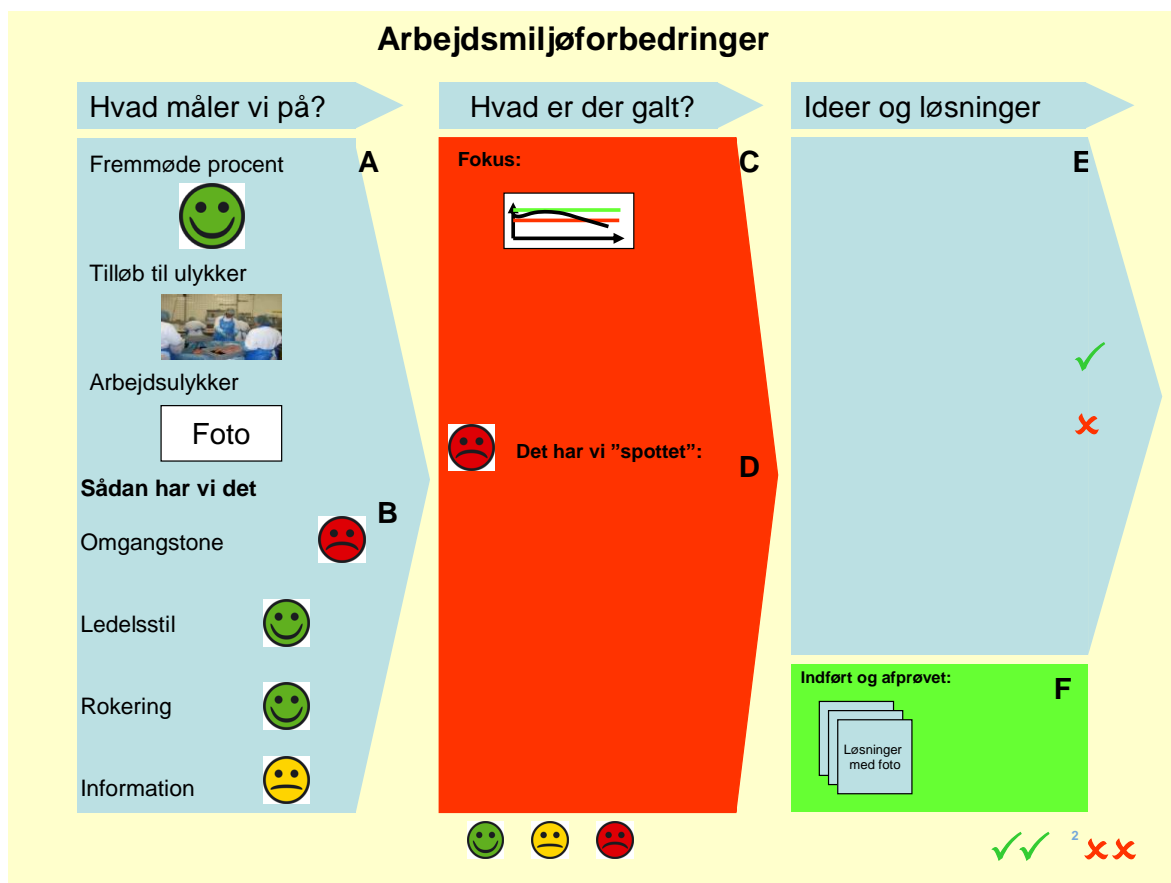 Arbejdsmiljøforbedringer
Hvad måler vi på?
Fremmøde procent
A
Tilløb til ulykker
Arbejdsulykker
Foto
Sådan har vi det
B
Omgangstone
Ledelsstil
Rokering
Information
Hvad er der galt?
Fokus:
C
Det har vi ”spottet”:
D
Ideer og løsninger
E
Indført og afprøvet:
F
Løsninger
med foto
2